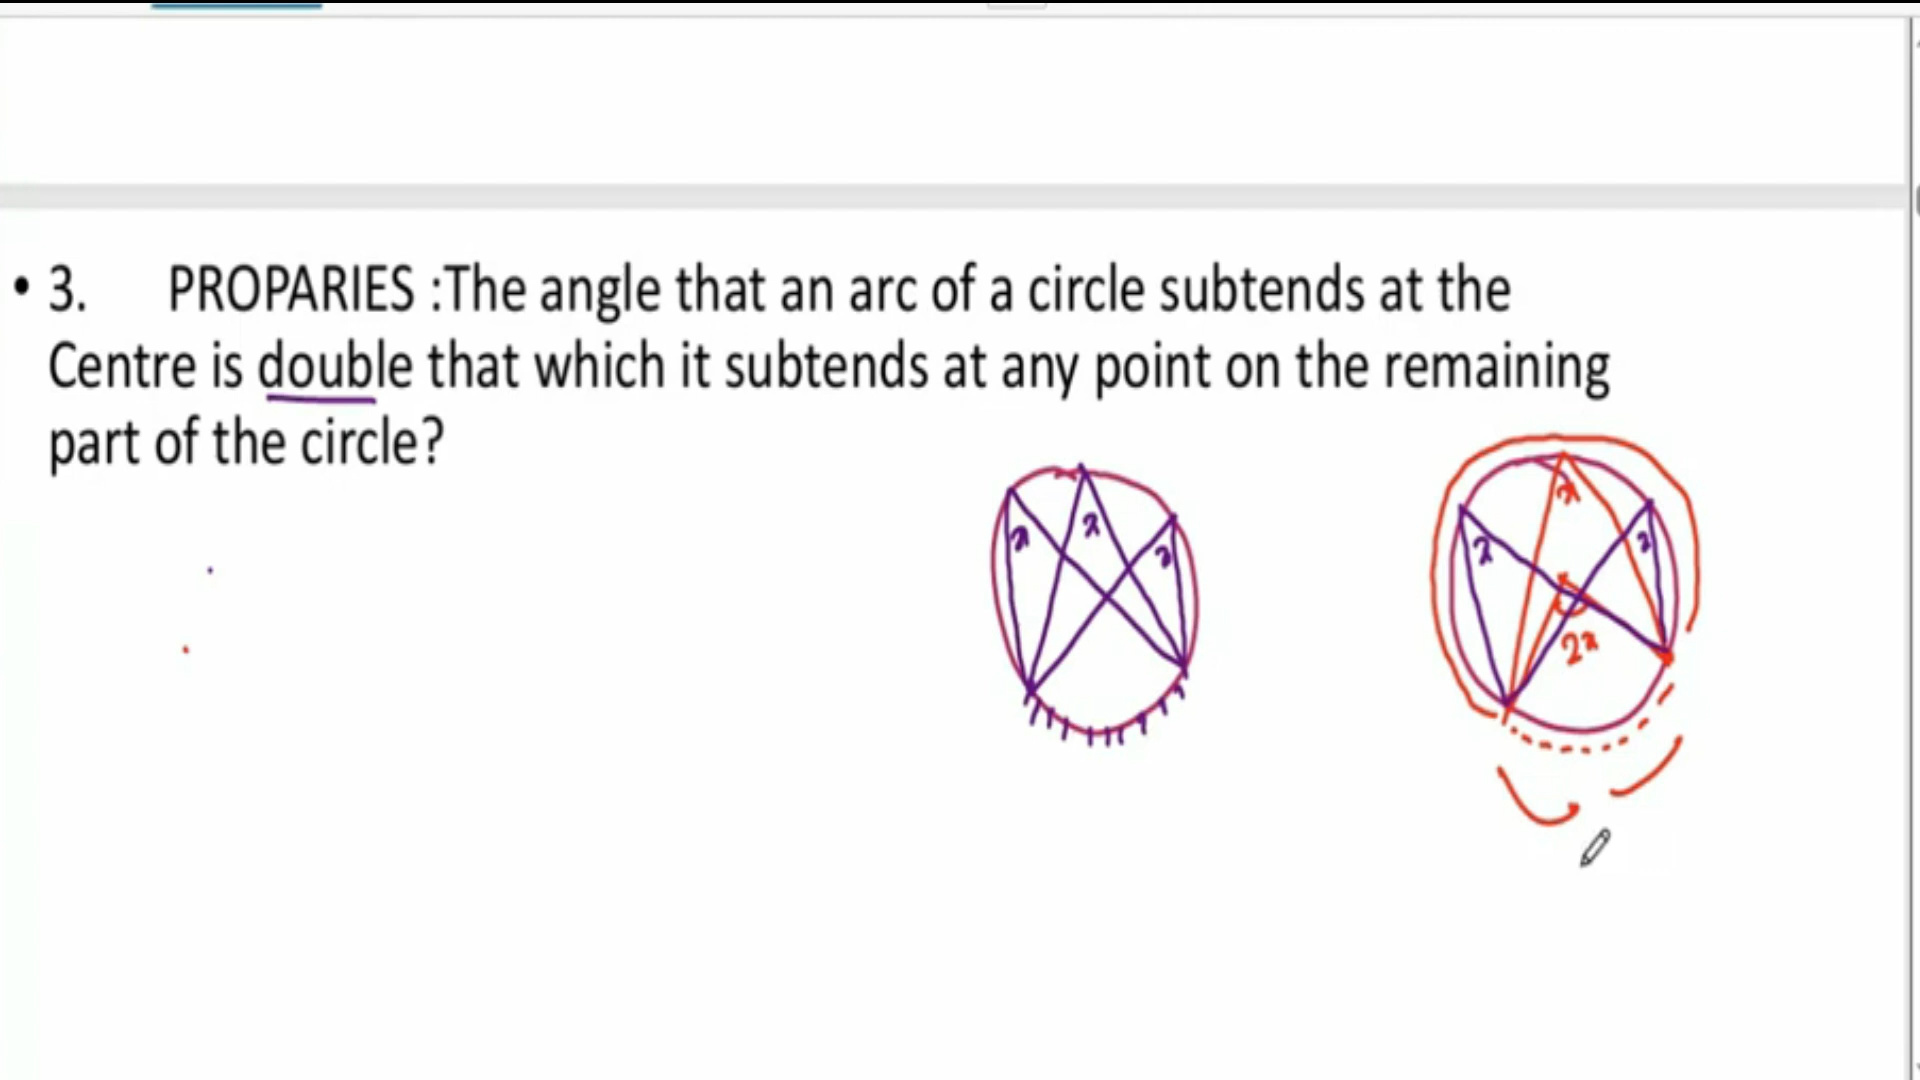 • 3. PROPARIES :The angle that an arc of a circle subtends at the
Centre is double that which it subtends at any point on the remaining
part of the circle?
x x x
x x x
2x